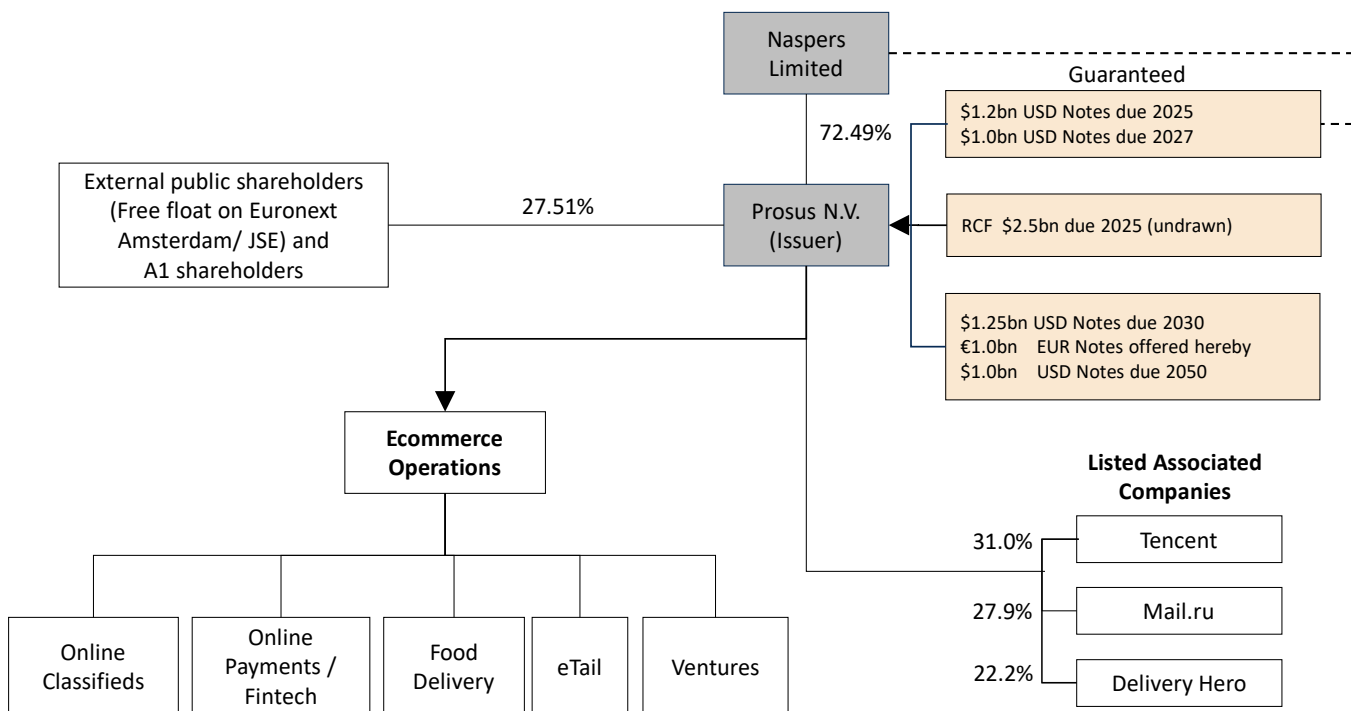 Naspers
Limited
Guaranteed
$1.2bn USD Notes due 2025
$1.0bn USD Notes due 2027
72.49%
External public shareholders
(Free float on Euronext
Amsterdam/ JSE) and
A1 shareholders
27.51%
Prosus N.V.
(Issuer)
RCF $2.5bn due 2025 (undrawn)
$1.25bn USD Notes due 2030
€1.0bn EUR Notes offered hereby
$1.0bn USD Notes due 2050
Ecommerce
Operations
Listed Associated
Companies
31.0%
Tencent
27.9%
Mail.ru
22.2%
Delivery Hero
Online
Classifieds
Online
Payments /
Fintech
Food
Delivery
eTail
Ventures